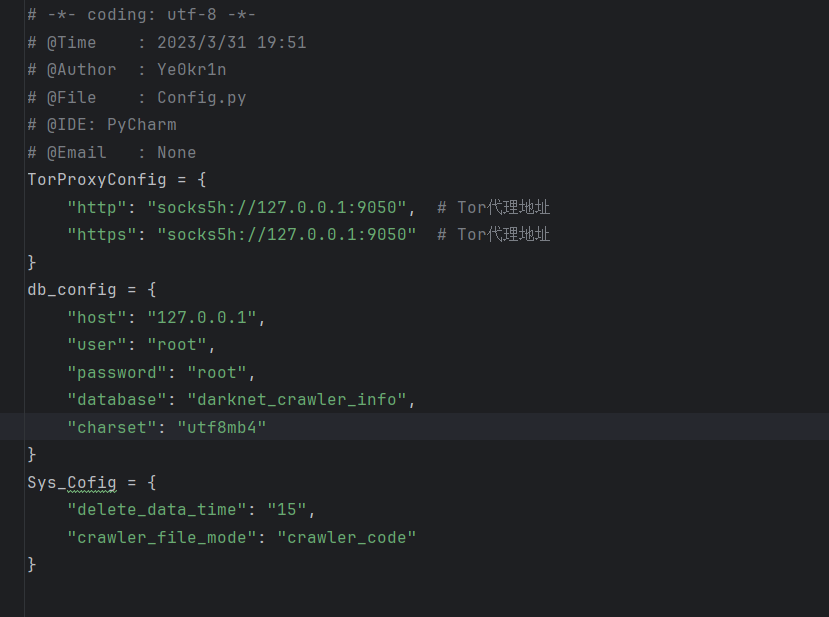 # -*- coding: utf-8 -*-
# @Time    : 2023/3/31 19:51
# @Author  : Ye0kr1n
# @File    : Config.py
# @IDE: PyCharm
# @Email   : None
TorProxyConfig = {
    "http": "socks5h://127.0.0.1:9050",  # Tor代理地址
    "https": "socks5h://127.0.0.1:9050"  # Tor代理地址
}
db_config = {
    "host": "127.0.0.1",
    "user": "root",
    "password": "root",
    "database": "darknet_crawler_info",
    "charset": "utf8mb4"
}
Sys_Cofig = {
    "delete_data_time": "15",
    "crawler_file_mode": "crawler_code"
}